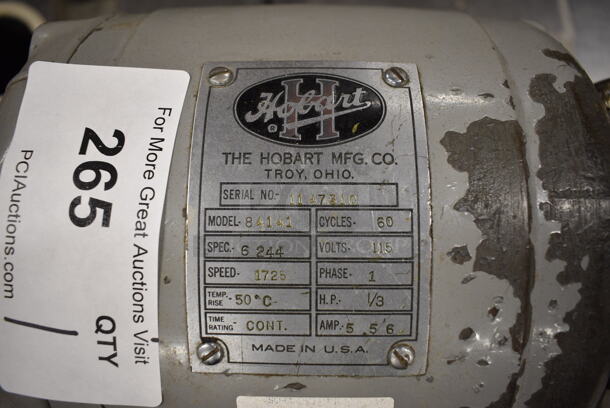 For More Great Auctions Visit
265 QTY
PCIAuctions.com 1
Hobart
H
THE HOBART MFG. CO.
TROY, OHIO.
SERIAL NO.-
MODEL- 84141 CYCLES- 60
SPEC.- 6 244 VOLTS- 115
SPEED- 1725 PHASE- 1
TEMP. RISE- 50°C H.P.- 1/3
TIME RATING- CONT. AMP.- 5.56
MADE IN U.S.A.